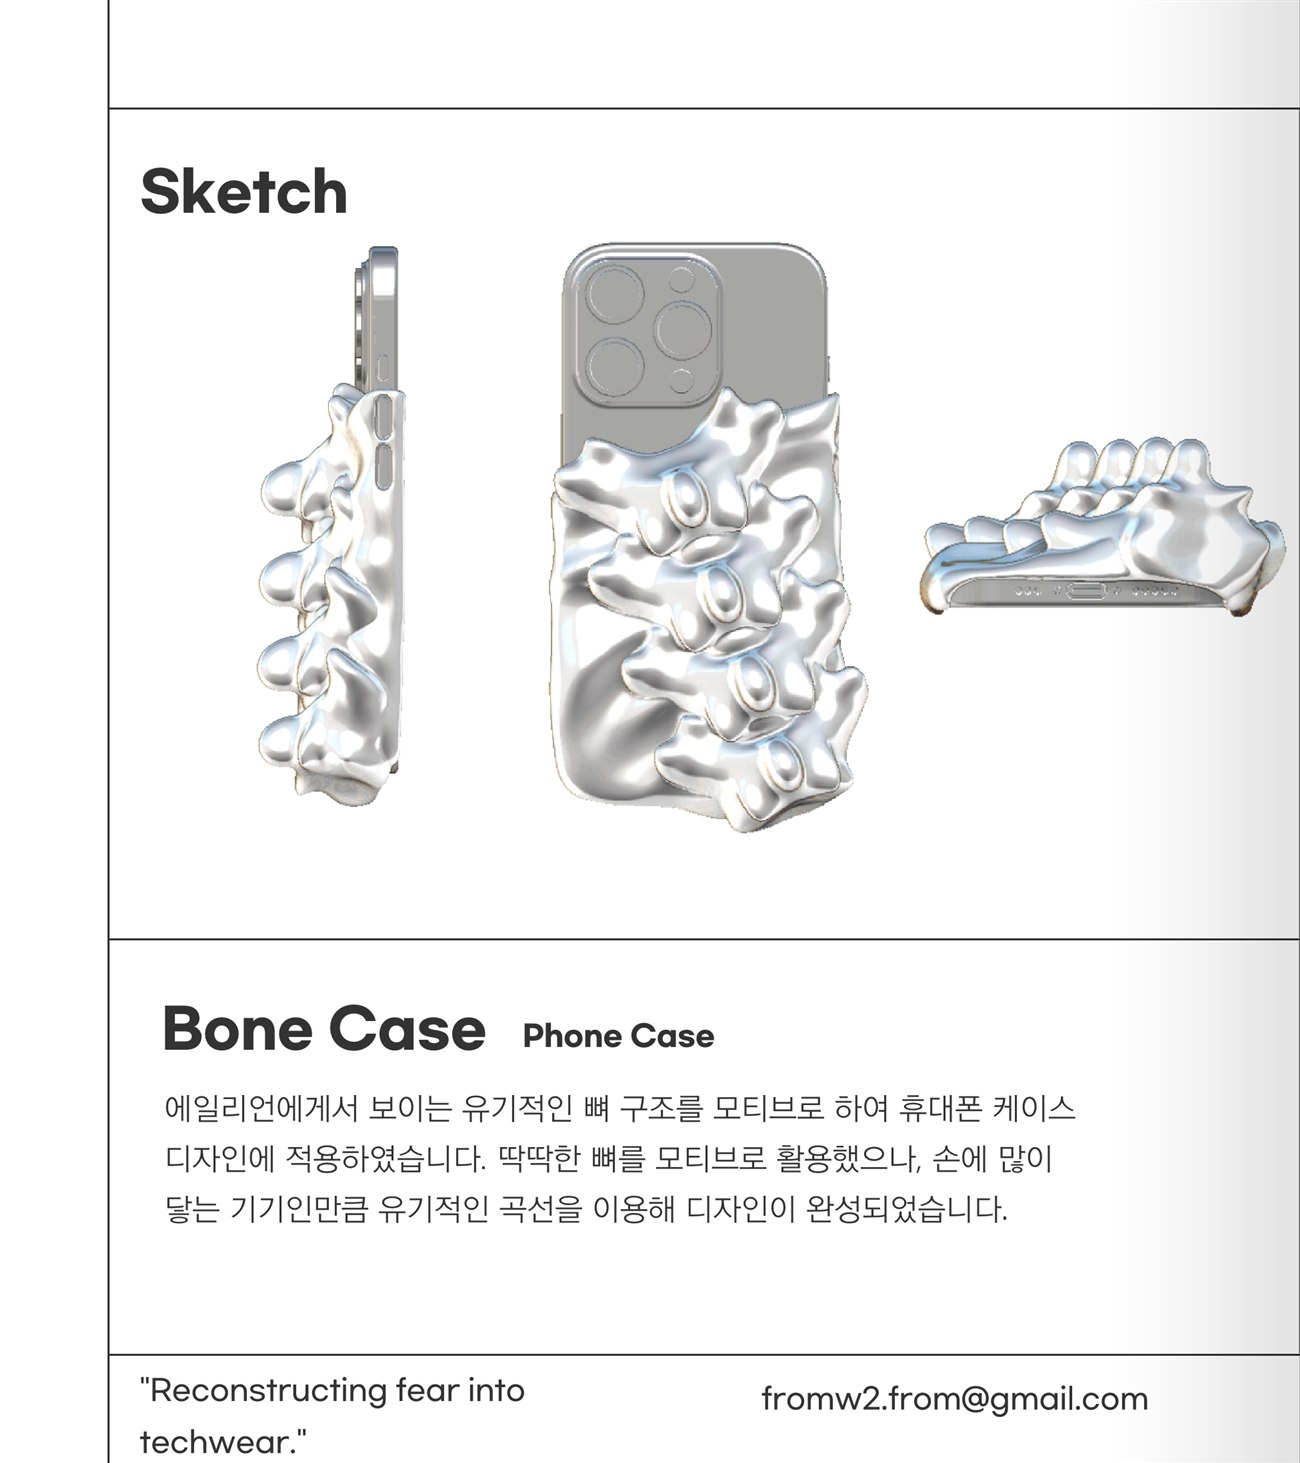 Sketch
Bone Case Phone Case
에일리언에게서 보이는 유기적인 뼈 구조를 모티브로 하여 휴대폰 케이스
디자인에 적용하였습니다. 딱딱한 뼈를 모티브로 활용했으나, 손에 많이
닿는 기기인만큼 유기적인 곡선을 이용해 디자인이 완성되었습니다.
"Reconstructing fear into
techwear."
fromw2.from@gmail.com